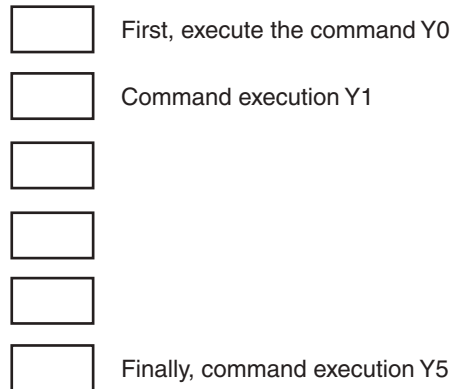 First, execute the command Y0
Command execution Y1
Finally, command execution Y5